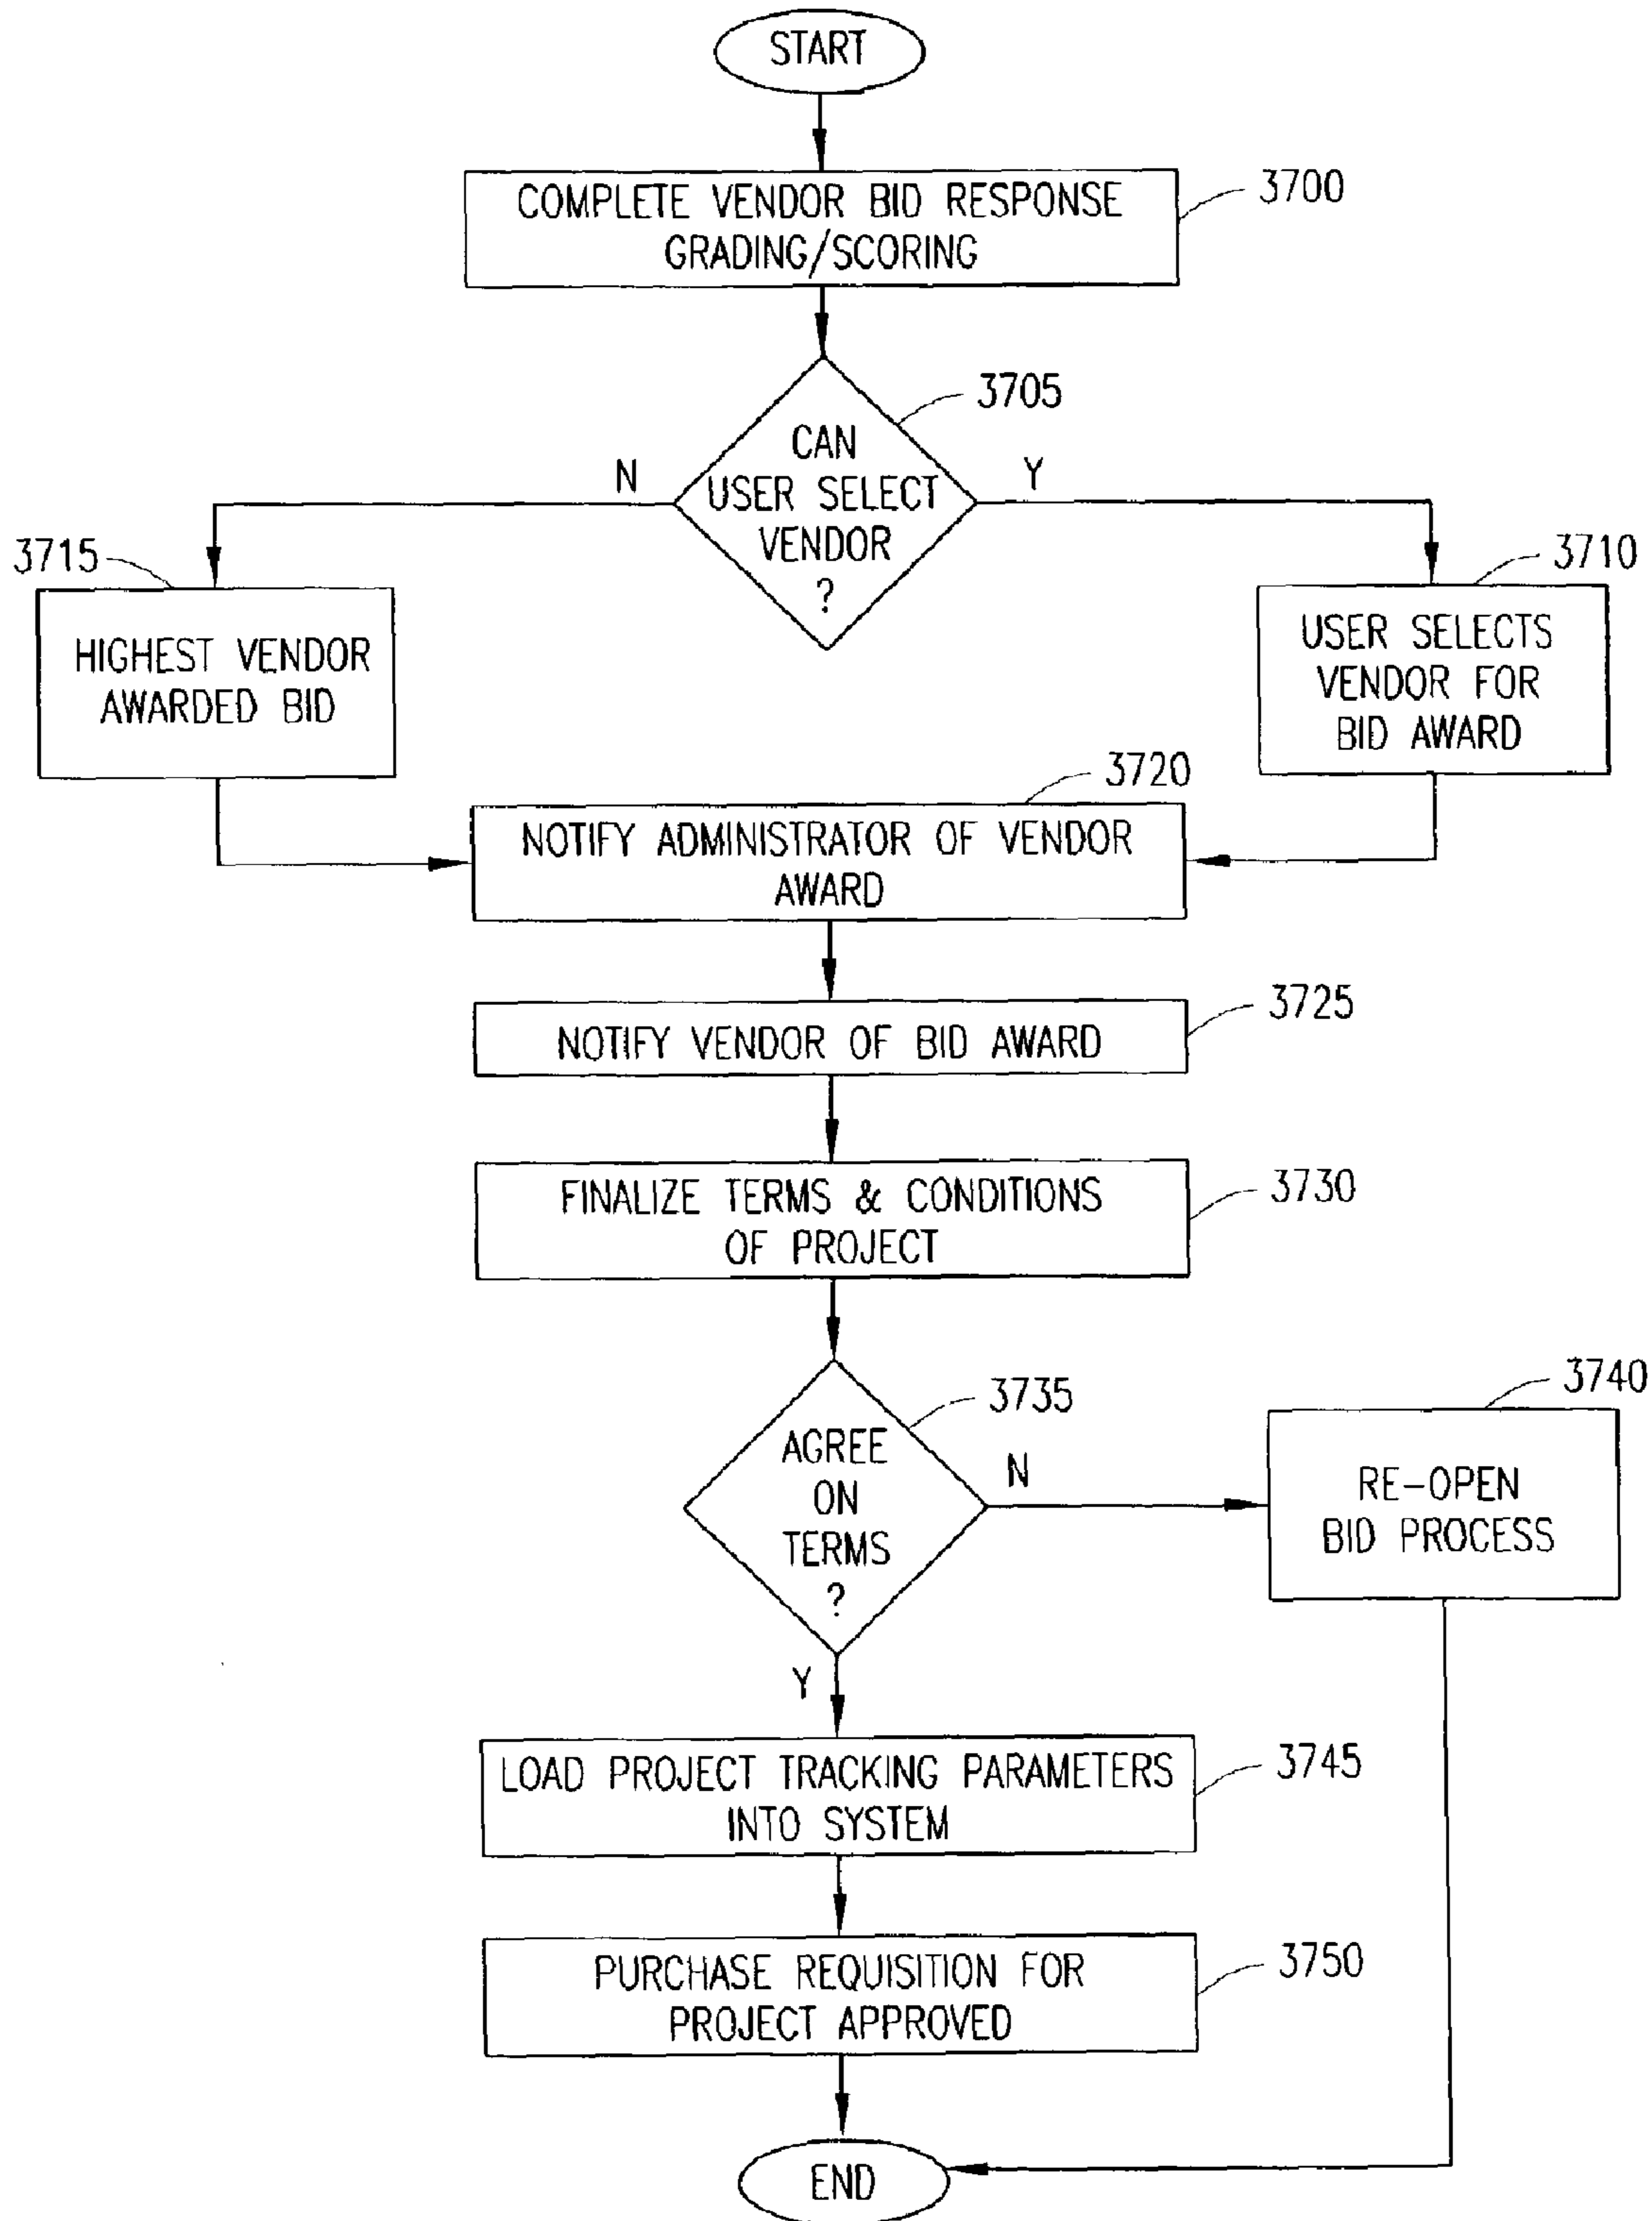 START
COMPLETE VENDOR BID RESPONSE
GRADING/SCORING
3700
3705
CAN
USER SELECT
VENDOR
?
N
Y
3715
HIGHEST VENDOR
AWARDED BID
3710
USER SELECTS
VENDOR FOR
BID AWARD
3720
NOTIFY ADMINISTRATOR OF VENDOR
AWARD
3725
NOTIFY VENDOR OF BID AWARD
3730
FINALIZE TERMS & CONDITIONS
OF PROJECT
3735
AGREE
ON
TERMS
?
N
3740
RE-OPEN
BID PROCESS
Y
LOAD PROJECT TRACKING PARAMETERS
INTO SYSTEM
3745
PURCHASE REQUISITION FOR
PROJECT APPROVED
3750
END